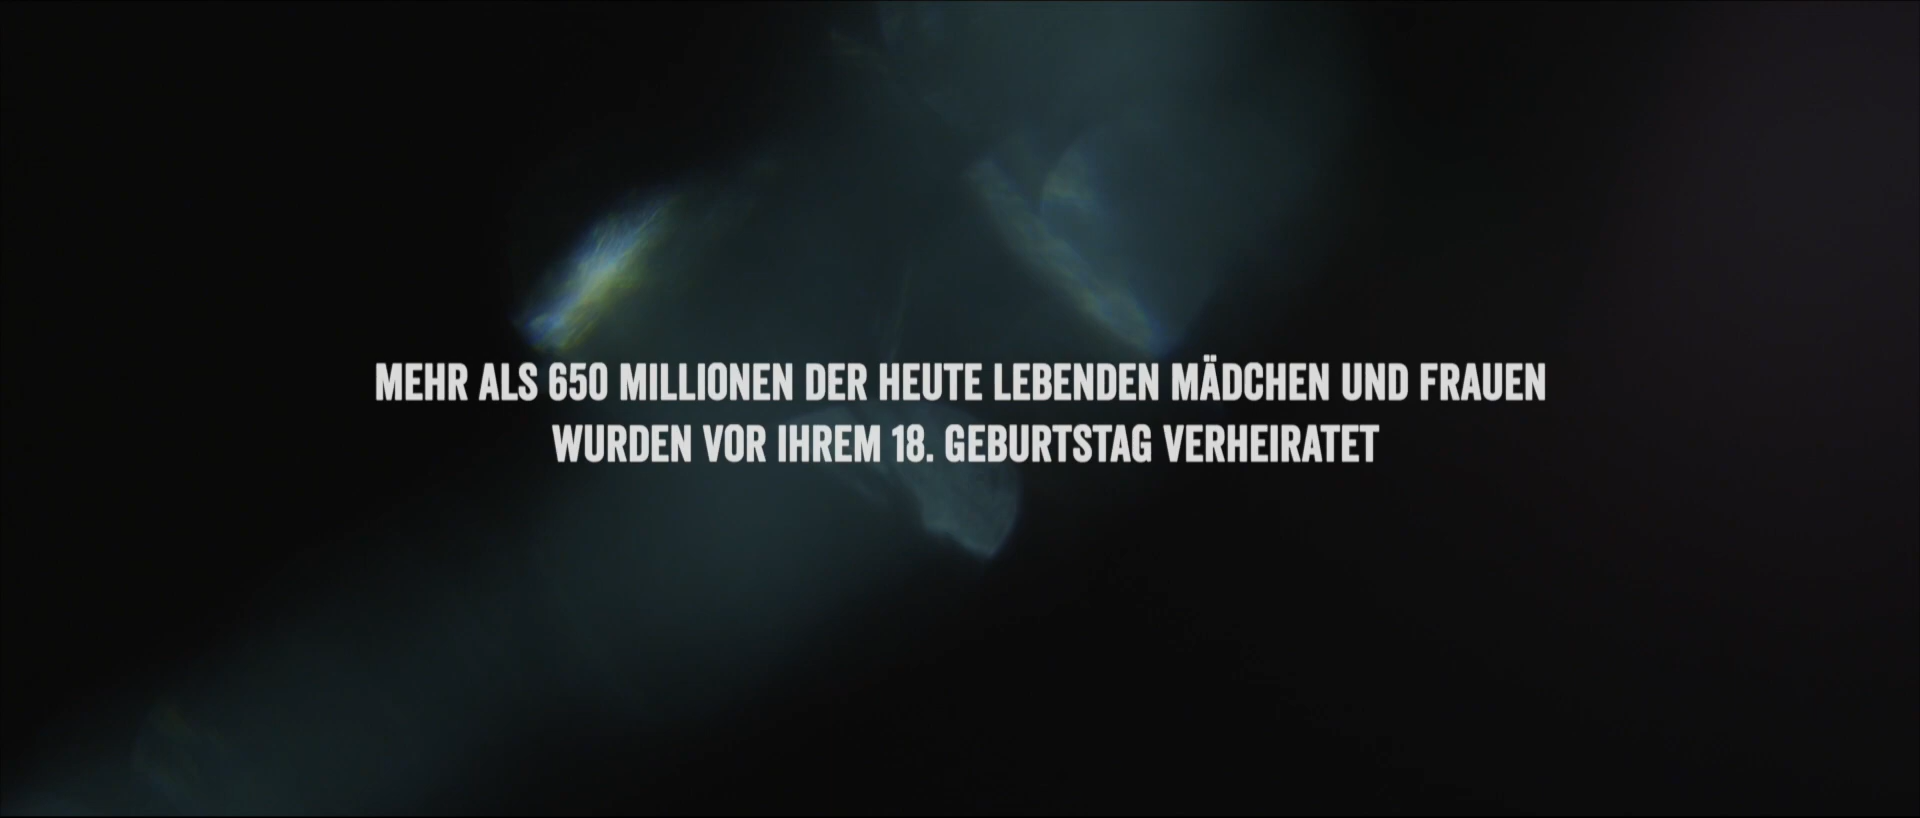 MEHR ALS 650 MILLIONEN DER HEUTE LEBENDEN MÄDCHEN UND FRAUEN
WURDEN VOR IHREM 18. GEBURTSTAG VERHEIRATET